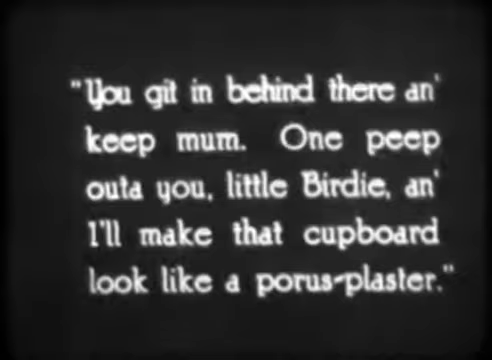 "You git in behind there an'
keep mum. One peep
outa you, little Birdie, an'
I'll make that cupboard
look like a porus-plaster."